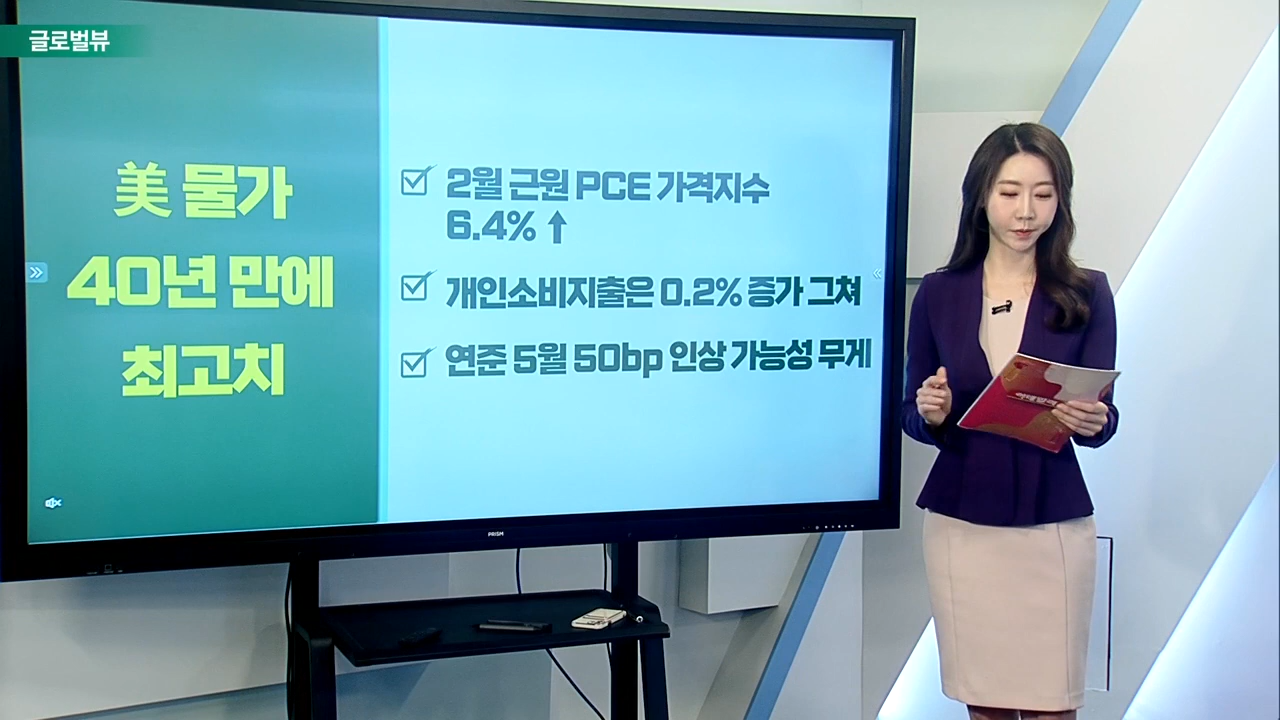 글로벌뷰
美 물가
40년 만에
최고치
2월 근원 PCE 가격지수
6.4% ↑
개인소비지출은 0.2% 증가 그쳐
연준 5월 50bp 인상 가능성 무게
PRISM